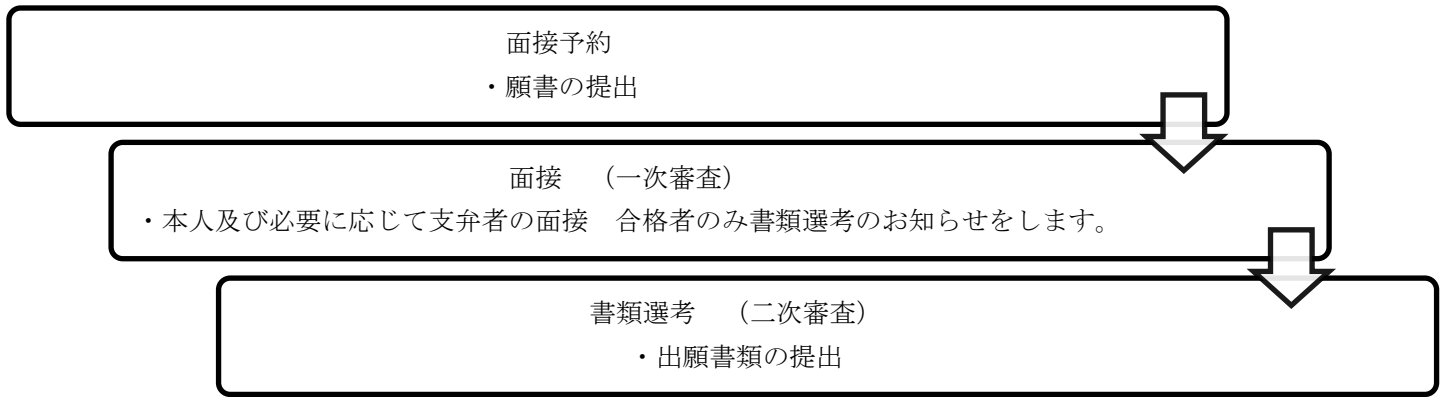 面接予約
・願書の提出
面接　（一次審査）
・本人及び必要に応じて支弁者の面接　合格者のみ書類選考のお知らせをします。
書類選考　（二次審査）
・出願書類の提出